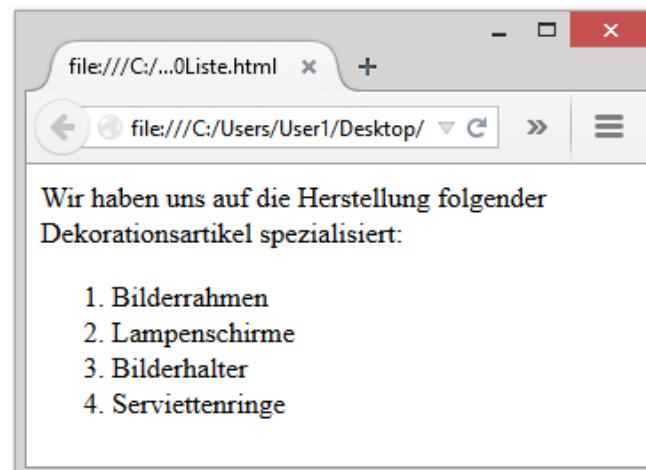 file:///C:/...0Liste.html
file:///C:/Users/User1/Desktop/
Wir haben uns auf die Herstellung folgender
Dekorationsartikel spezialisiert:
1. Bilderrahmen
2. Lampenschirme
3. Bilderhalter
4. Serviettenringe